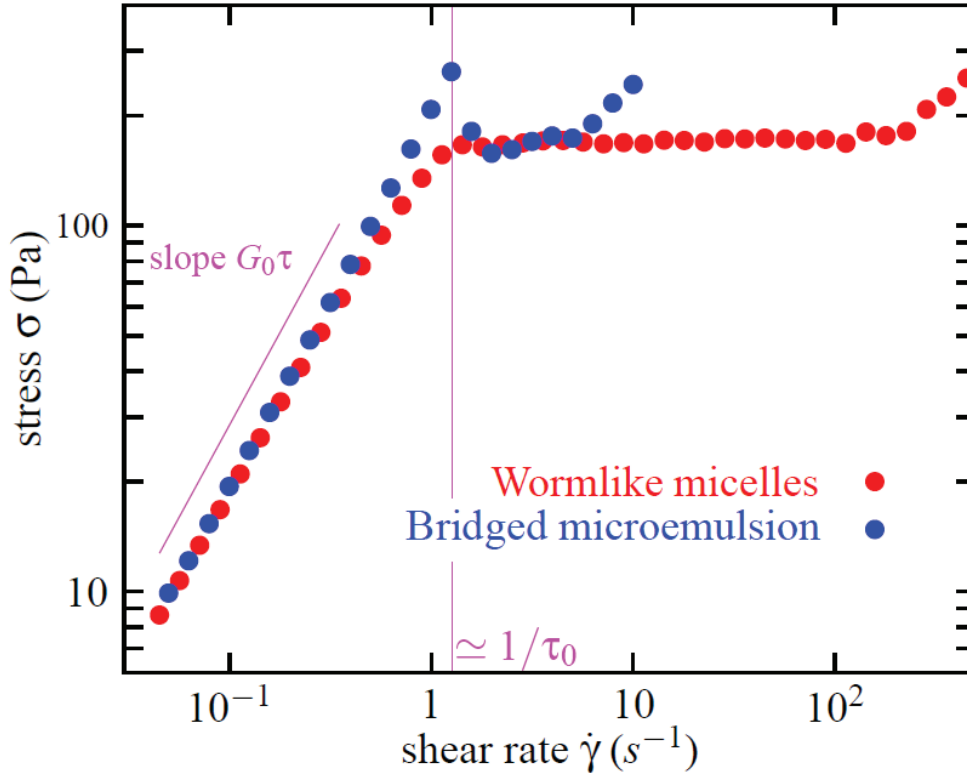 100
slope G₀τ
stress σ (Pa)
Wormlike micelles
Bridged microemulsion
10
≃ 1/τ₀
10⁻¹ 1 10 10²
shear rate γ̇ (s⁻¹)